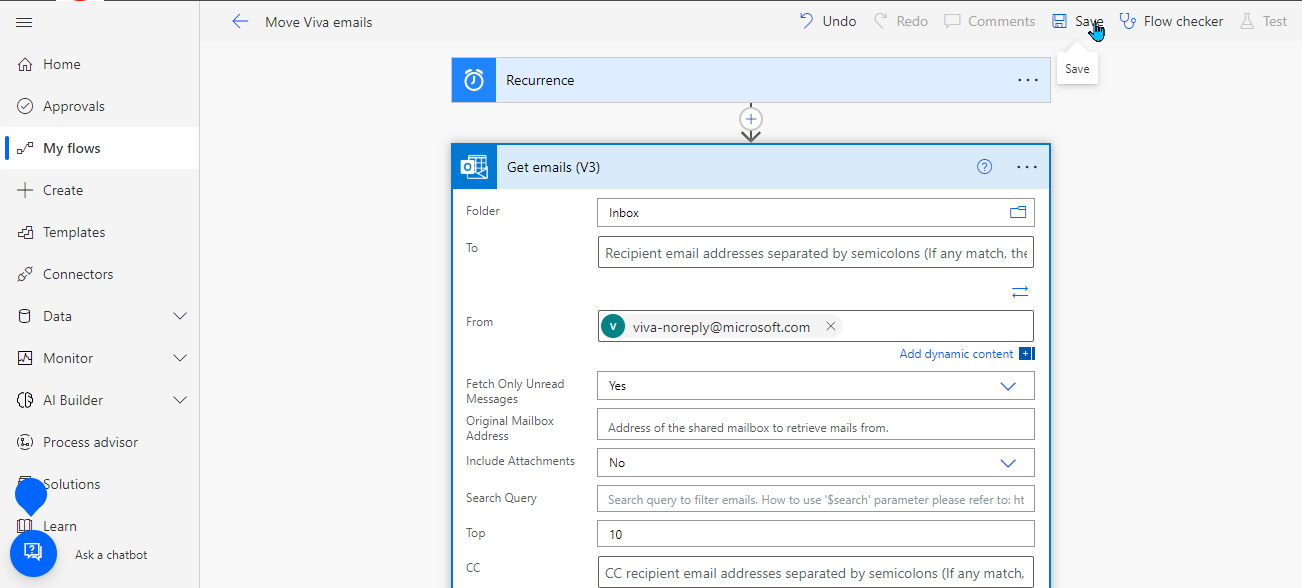 Move Viva emails
Undo
Redo
Comments
Save
Flow checker
Test
Save
Home
Approvals
My flows
Create
Templates
Connectors
Data
Monitor
AI Builder
Process advisor
Solutions
Learn
Ask a chatbot
Recurrence
Get emails (V3)
Folder
Inbox
To
Recipient email addresses separated by semicolons (If any match, the
From
V
viva-noreply@microsoft.com
Add dynamic content
Fetch Only Unread
Messages
Yes
Original Mailbox
Address
Address of the shared mailbox to retrieve mails from.
Include Attachments
No
Search Query
Search query to filter emails. How to use '$search' parameter please refer to: ht
Top
10
CC
CC recipient email addresses separated by semicolons (If any match,